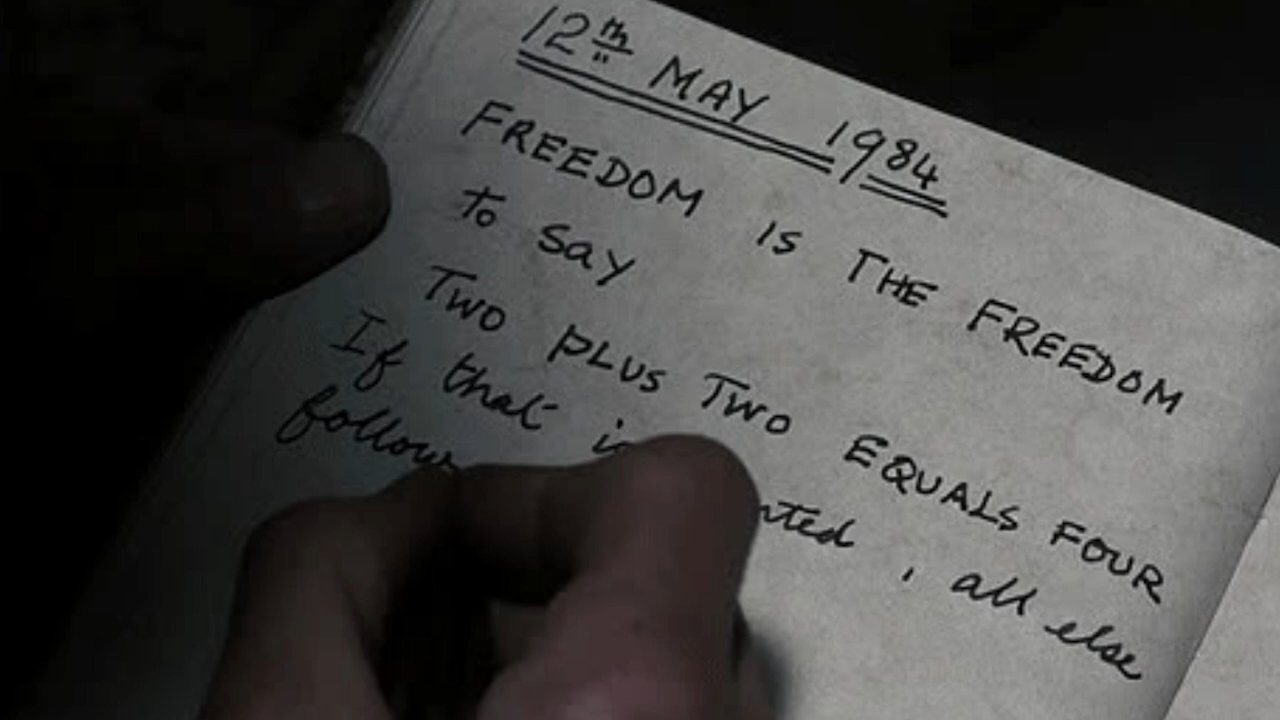 12th MAY 1984
FREEDOM IS THE FREEDOM
to say
TWO PLUS TWO EQUALS FOUR
If that nted, all else
follow